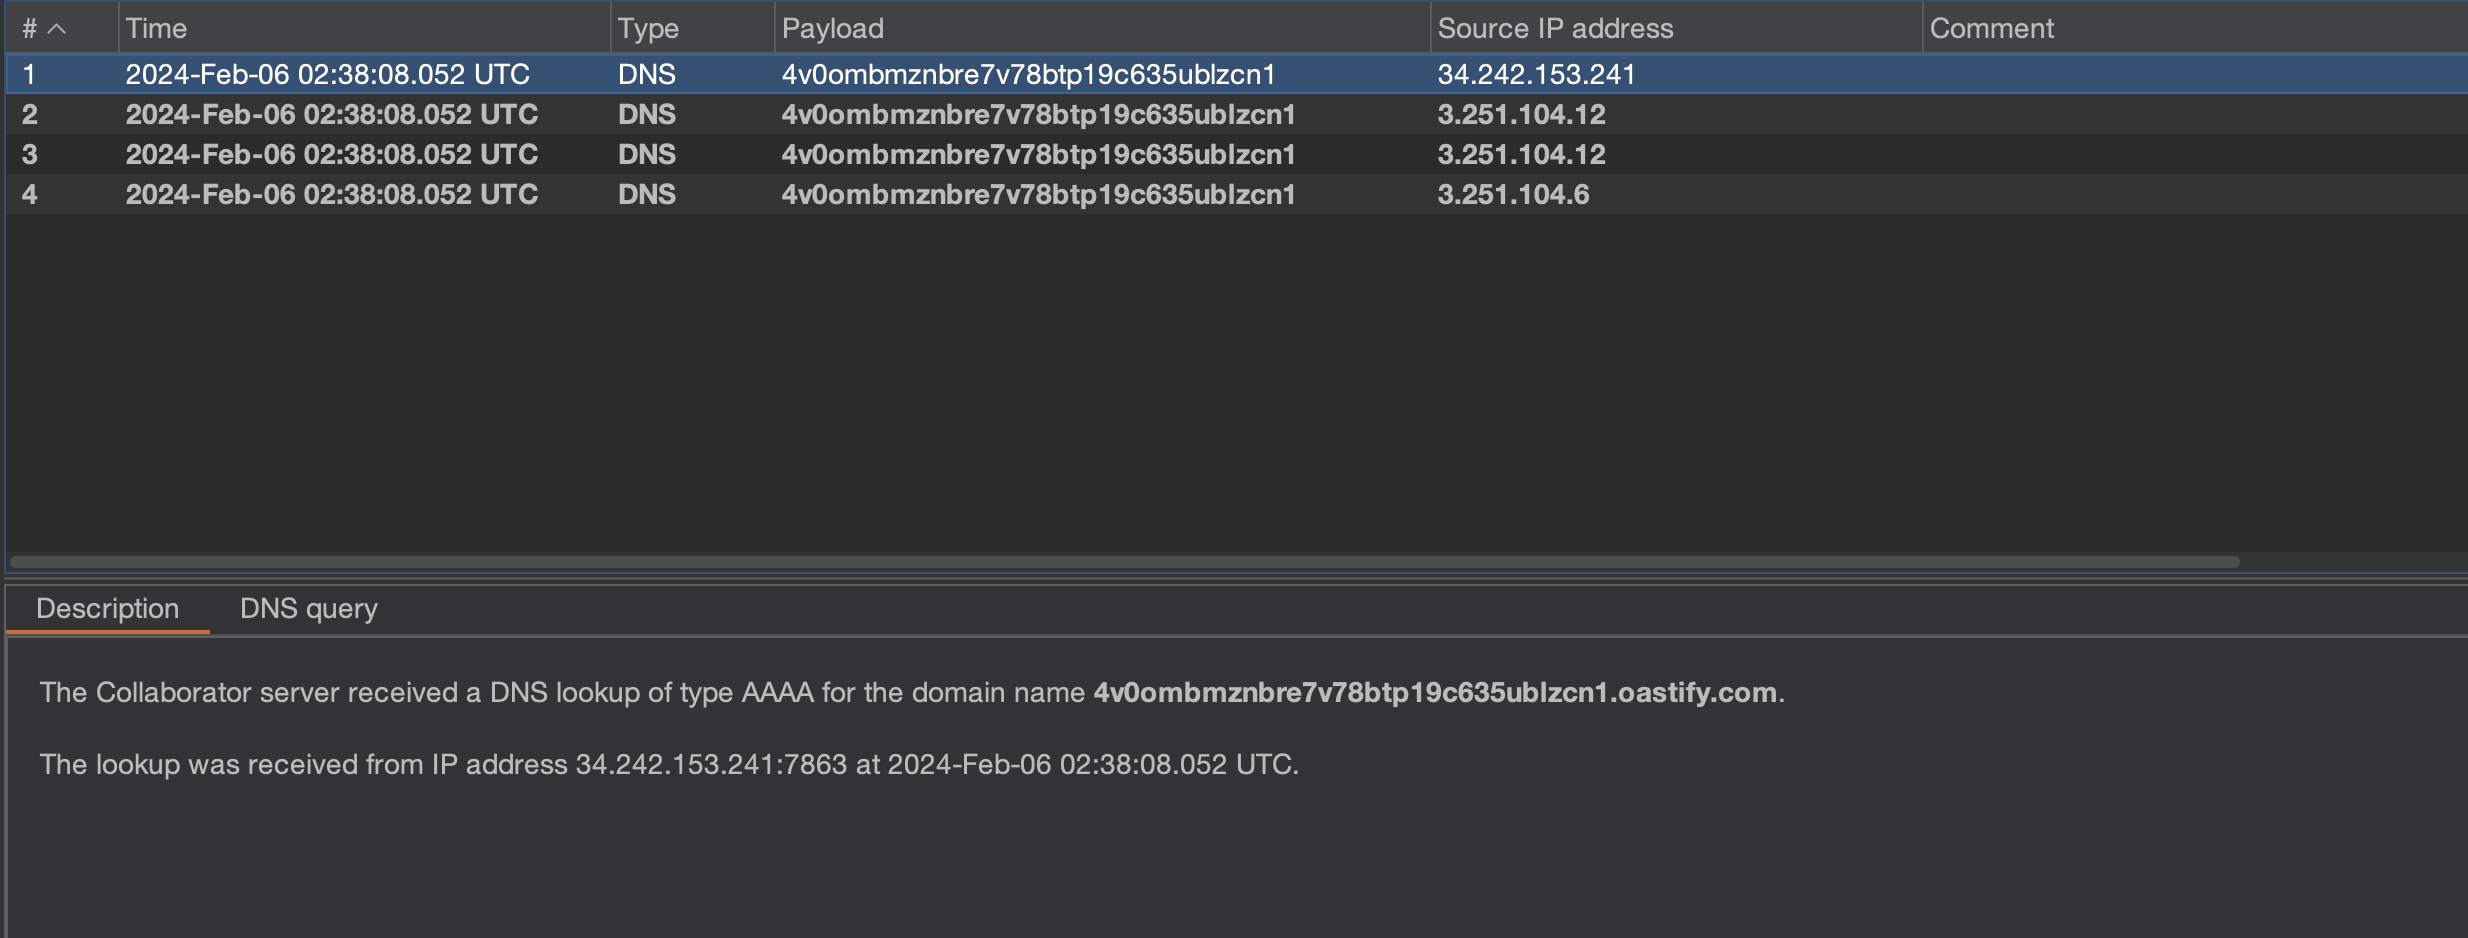 # Time Type Payload Source IP address Comment
1 2024-Feb-06 02:38:08.052 UTC DNS 4v0ombmznbre7v78btp19c635ublzcn1 34.242.153.241
2 2024-Feb-06 02:38:08.052 UTC DNS 4v0ombmznbre7v78btp19c635ublzcn1 3.251.104.12
3 2024-Feb-06 02:38:08.052 UTC DNS 4v0ombmznbre7v78btp19c635ublzcn1 3.251.104.12
4 2024-Feb-06 02:38:08.052 UTC DNS 4v0ombmznbre7v78btp19c635ublzcn1 3.251.104.6
Description DNS query
The Collaborator server received a DNS lookup of type AAAA for the domain name 4v0ombmznbre7v78btp19c635ublzcn1.oastify.com.
The lookup was received from IP address 34.242.153.241:7863 at 2024-Feb-06 02:38:08.052 UTC.